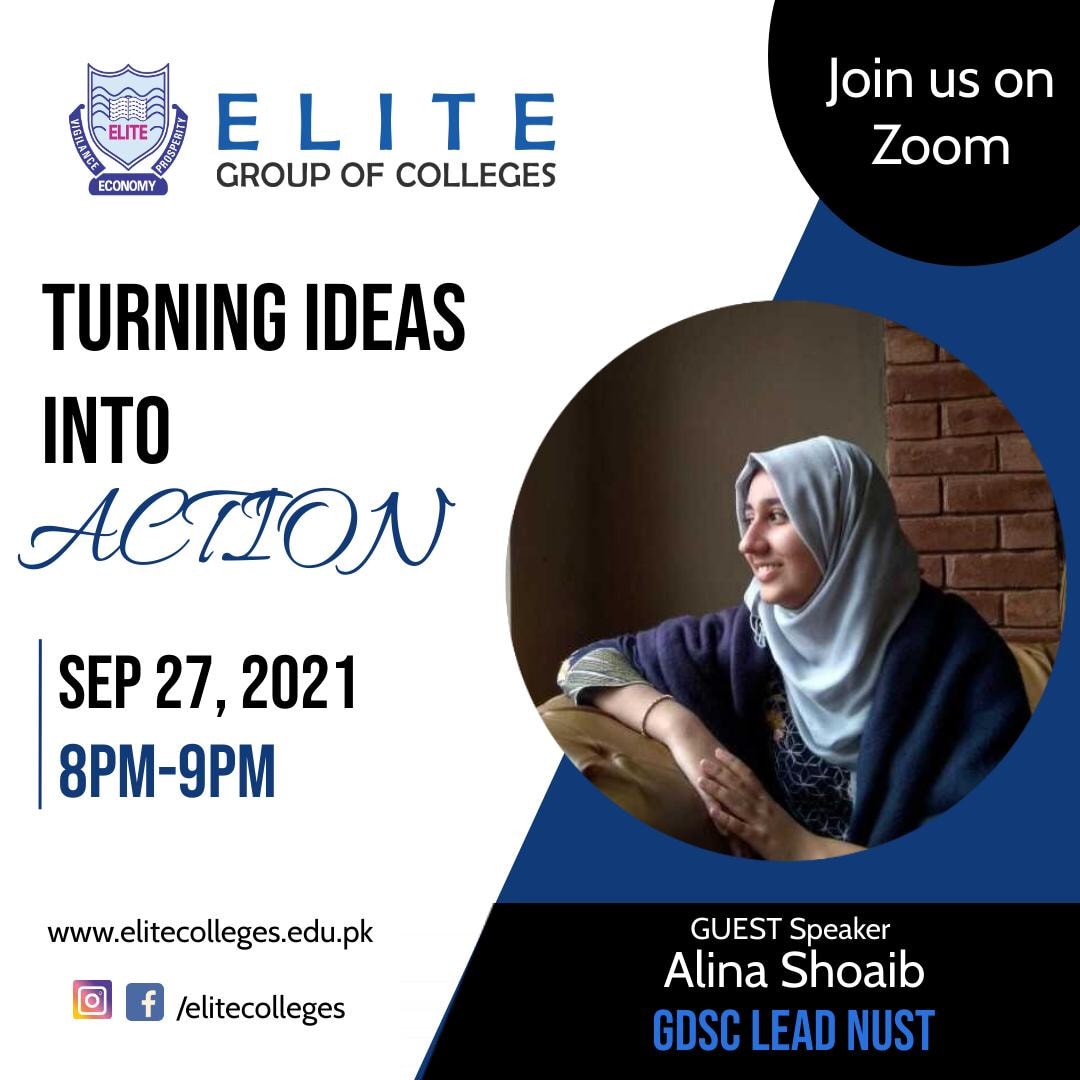 ELITE
VIGILANCE
ECONOMY
PROSPERITY
ELITE
GROUP OF COLLEGES
Join us on
Zoom
TURNING IDEAS
INTO
ACTION
SEP 27, 2021
8PM-9PM
www.elitecolleges.edu.pk
/elitecolleges
GUEST Speaker
Alina Shoaib
GDSC LEAD NUST